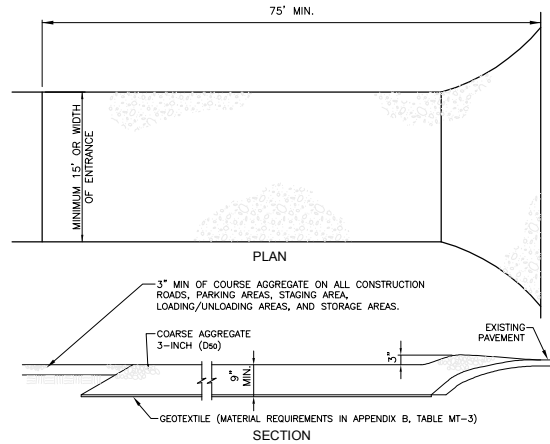 75' MIN.
MINIMUM 15' OR WIDTH
OF ENTRANCE
PLAN
3" MIN OF COURSE AGGREGATE ON ALL CONSTRUCTION
ROADS, PARKING AREAS, STAGING AREA,
LOADING/UNLOADING AREAS, AND STORAGE AREAS.
COARSE AGGREGATE
3-INCH (D50)
EXISTING
PAVEMENT
9"
MIN.
3"
GEOTEXTILE (MATERIAL REQUIREMENTS IN APPENDIX B, TABLE MT-3)
SECTION